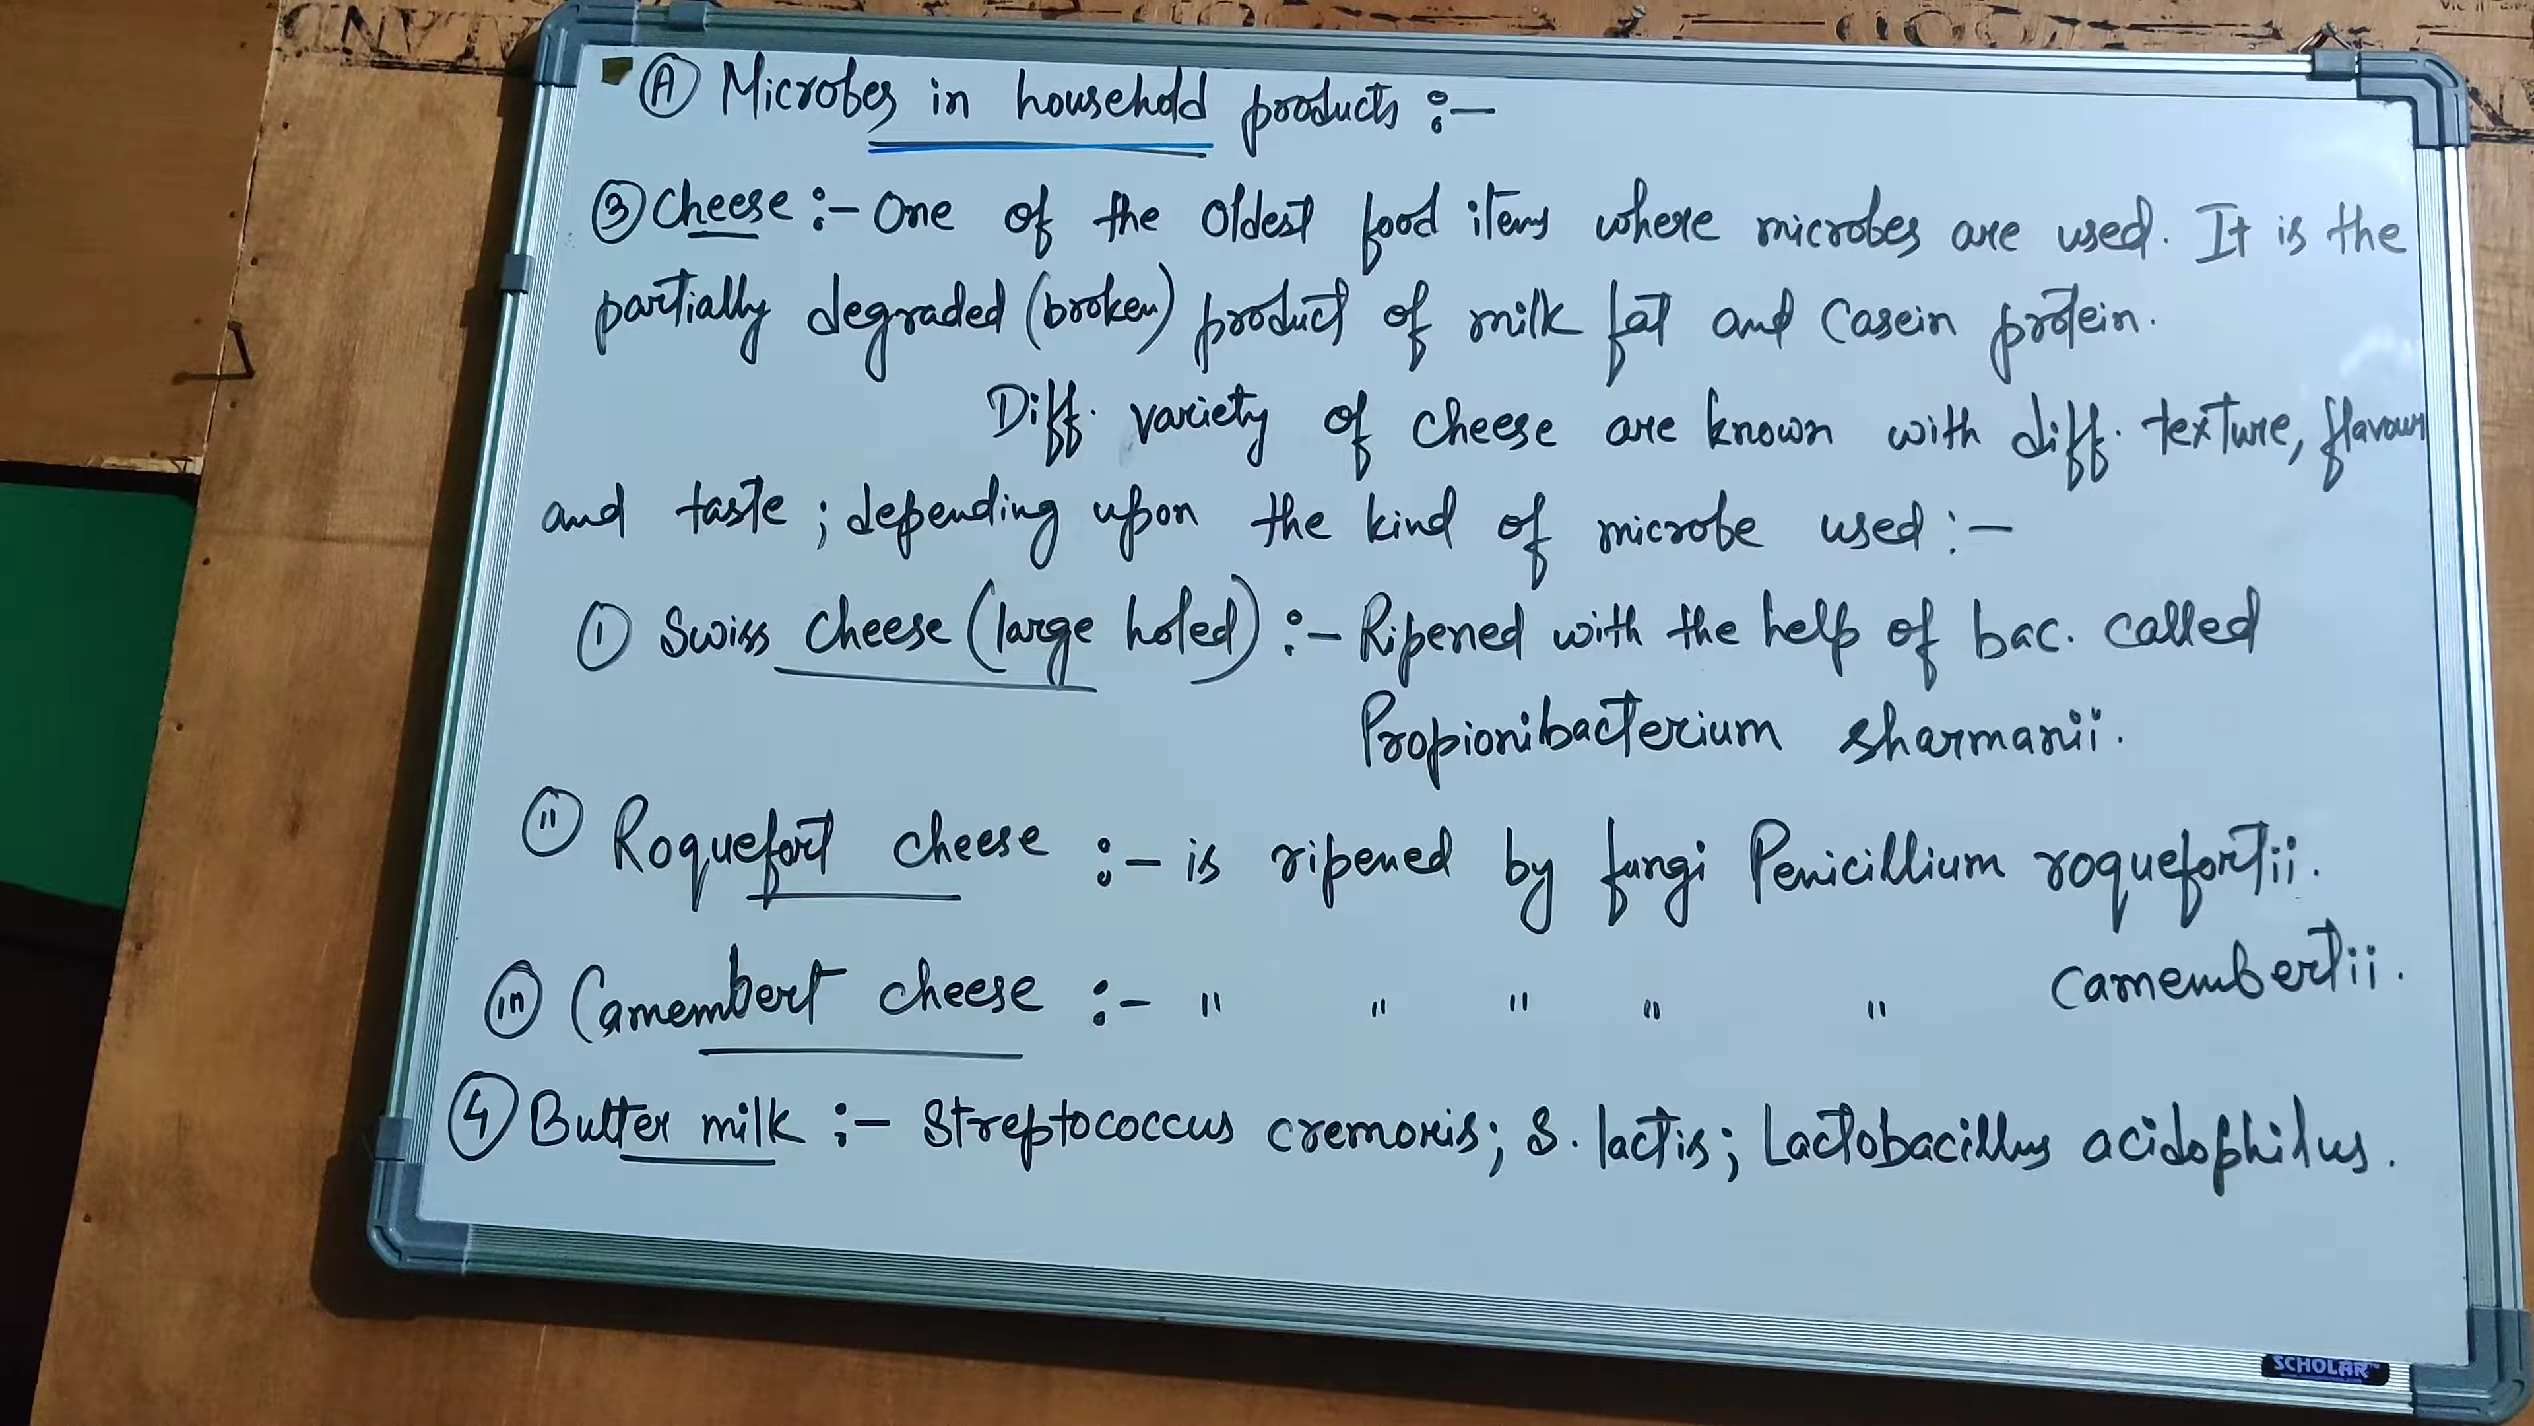 Ⓐ Microbes in household products :-
③ Cheese :- One of the oldest food items where microbes are used. It is the
partially degraded (broken) product of milk fat and Casein protein.
Diff. variety of cheese are known with diff. texture, flavour
and taste ; depending upon the kind of microbe used :-
ⓘ Swiss cheese (large holed) :- Ripened with the help of bac. called
Propionibacterium sharmanii.
ⓘⓘ Roquefort cheese :- is ripened by fungi Penicillium roquefortii.
ⓘⓘⓘ Camembert cheese :- " " " " " camembertii.
④ Butter milk :- Streptococcus cremoris; S. lactis; Lactobacillus acidophilus.
SCHOLAR